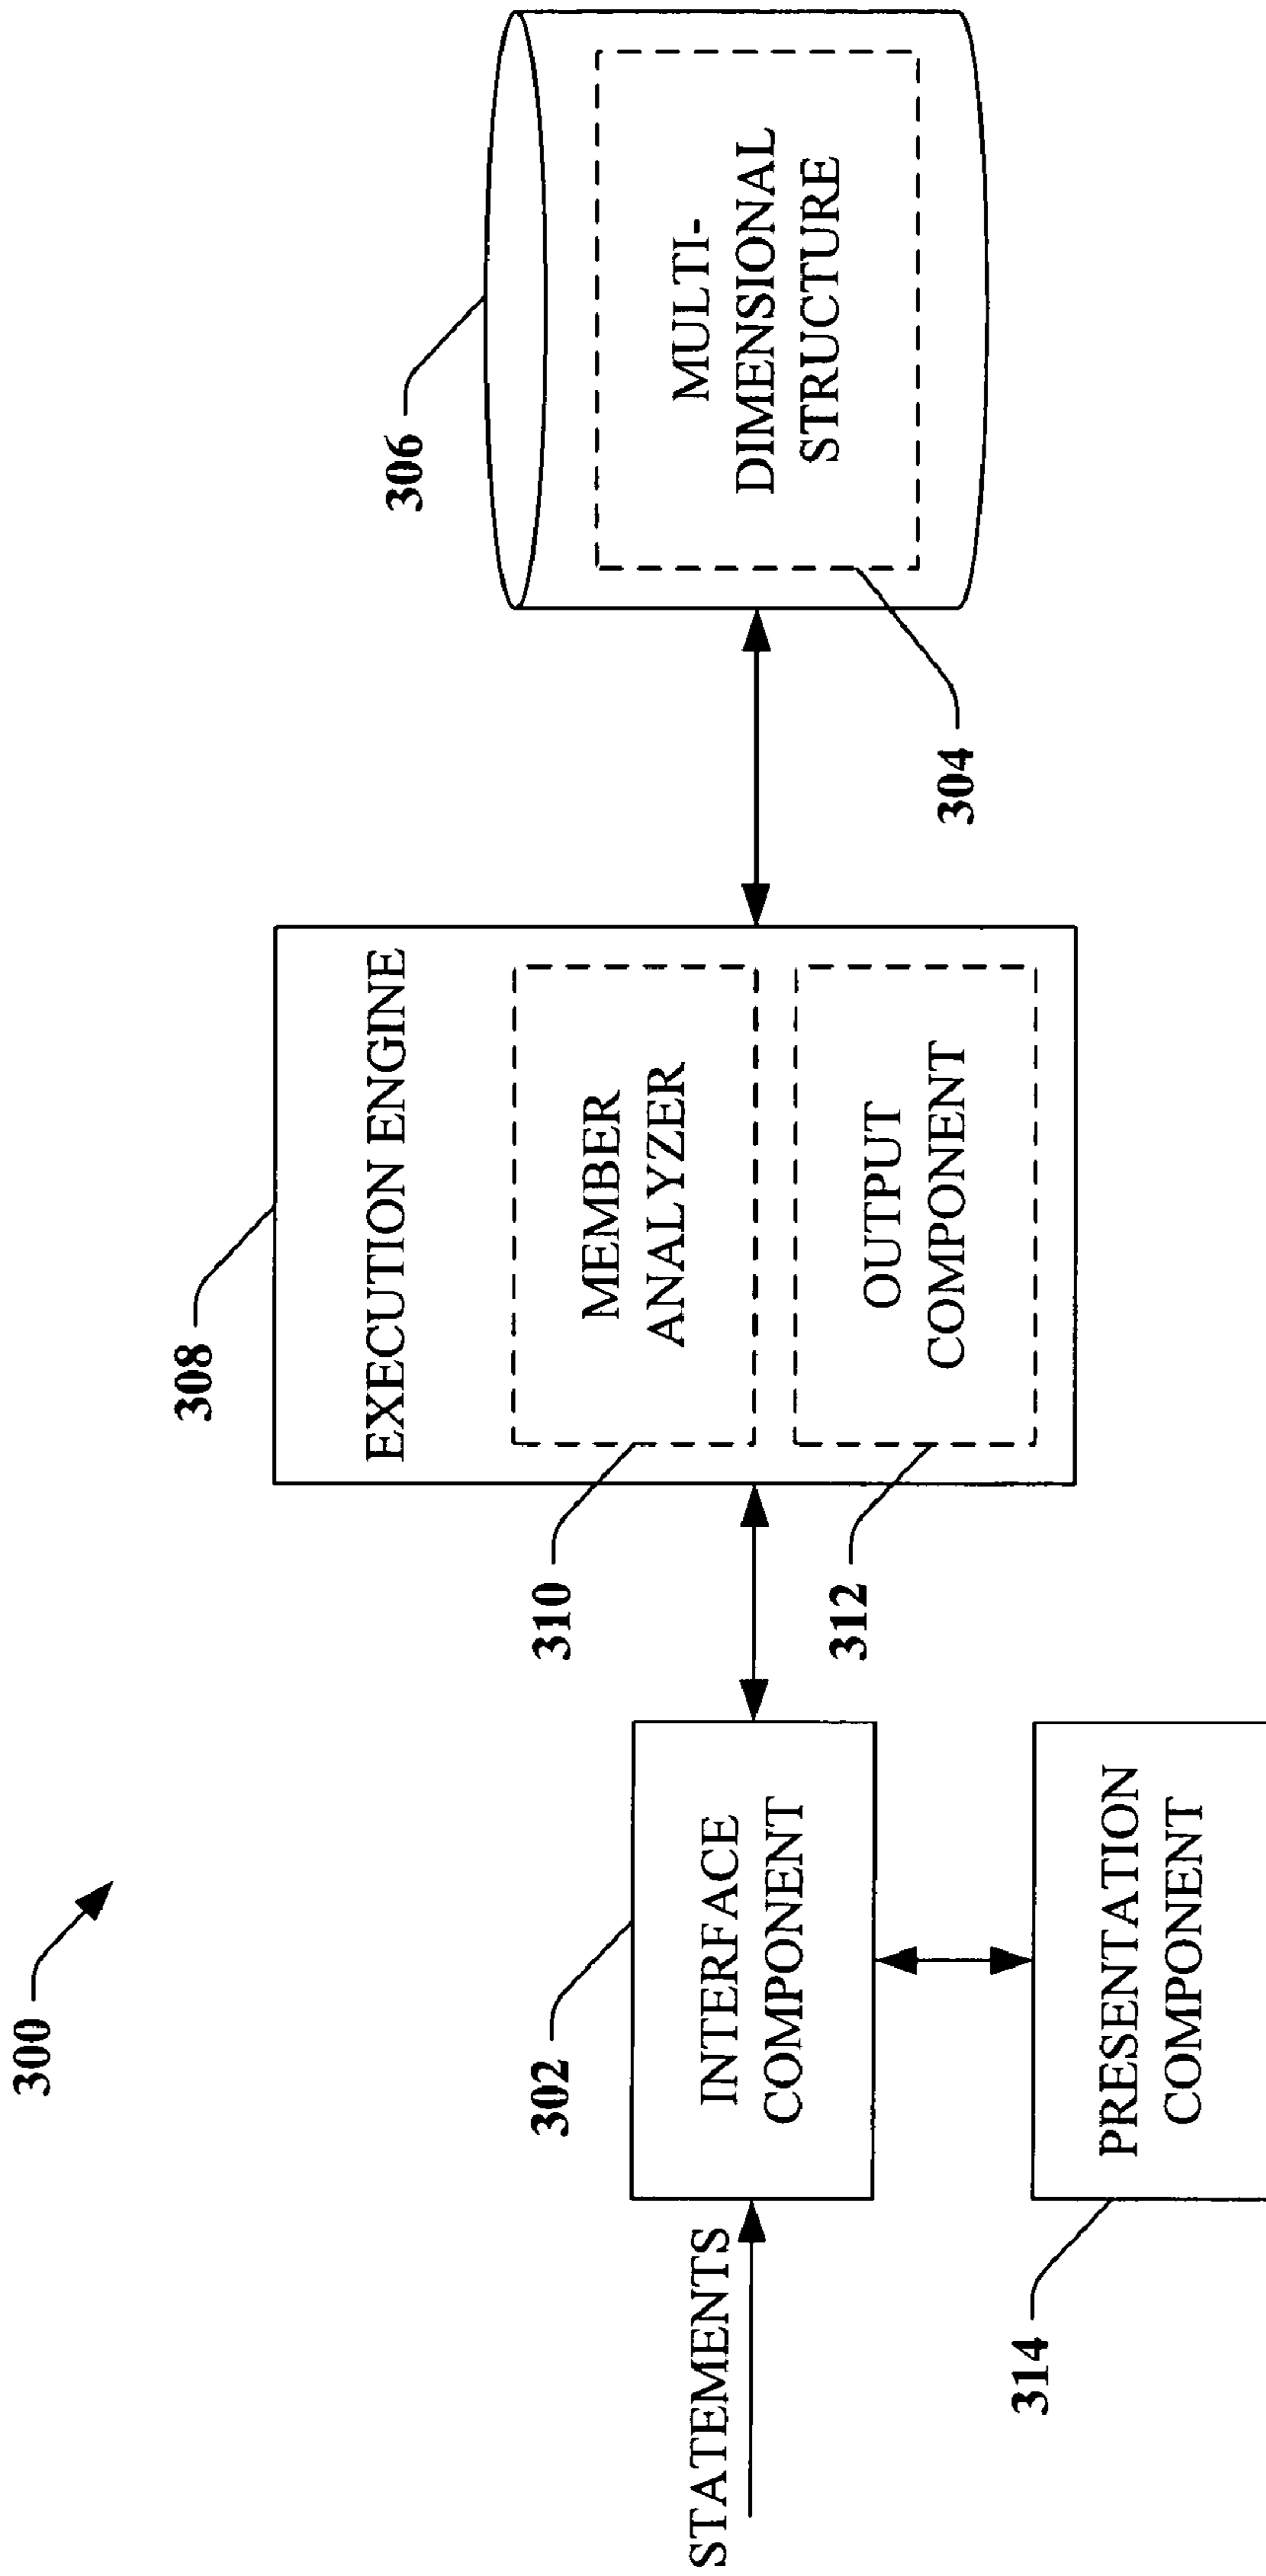 300
306
MULTI-
DIMENSIONAL
STRUCTURE
304
308
EXECUTION ENGINE
MEMBER
ANALYZER
310
OUTPUT
COMPONENT
312
302
INTERFACE
COMPONENT
STATEMENTS
PRESENTATION
COMPONENT
314